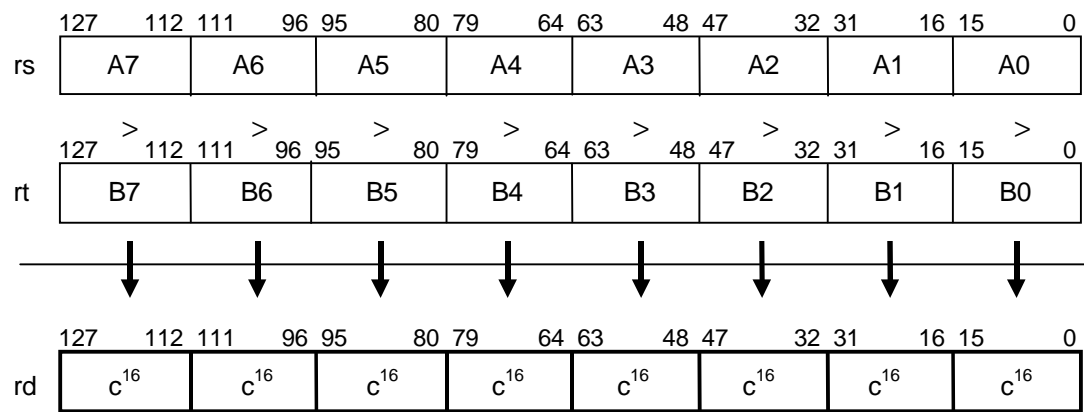 127 112 111 96 95 80 79 64 63 48 47 32 31 16 15 0
rs A7 A6 A5 A4 A3 A2 A1 A0
> > > > > > > >
127 112 111 96 95 80 79 64 63 48 47 32 31 16 15 0
rt B7 B6 B5 B4 B3 B2 B1 B0
127 112 111 96 95 80 79 64 63 48 47 32 31 16 15 0
rd c¹⁶ c¹⁶ c¹⁶ c¹⁶ c¹⁶ c¹⁶ c¹⁶ c¹⁶